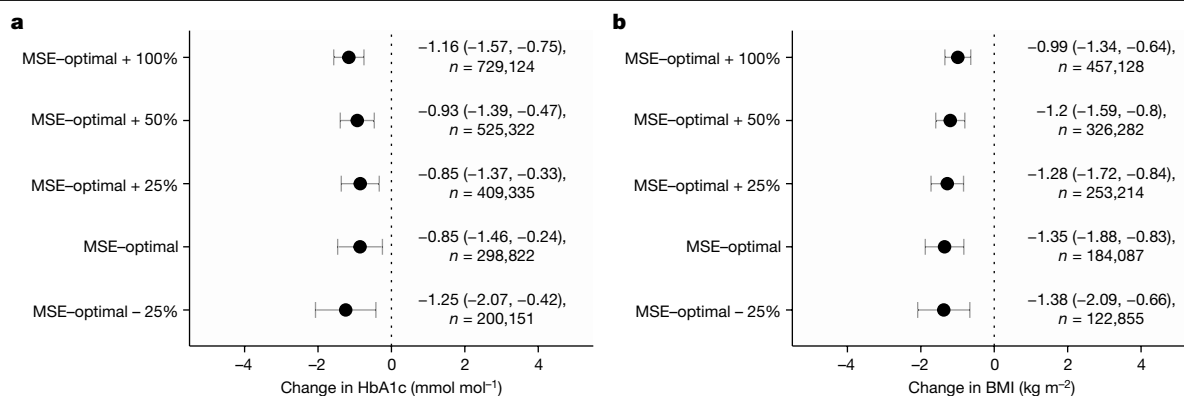 a
MSE–optimal + 100%
−1.16 (−1.57, −0.75),
n = 729,124
MSE–optimal + 50%
−0.93 (−1.39, −0.47),
n = 525,322
MSE–optimal + 25%
−0.85 (−1.37, −0.33),
n = 409,335
MSE–optimal
−0.85 (−1.46, −0.24),
n = 298,822
MSE–optimal – 25%
−1.25 (−2.07, −0.42),
n = 200,151
−4 −2 0 2 4
Change in HbA1c (mmol mol⁻¹)
b
MSE–optimal + 100%
−0.99 (−1.34, −0.64),
n = 457,128
MSE–optimal + 50%
−1.2 (−1.59, −0.8),
n = 326,282
MSE–optimal + 25%
−1.28 (−1.72, −0.84),
n = 253,214
MSE–optimal
−1.35 (−1.88, −0.83),
n = 184,087
MSE–optimal – 25%
−1.38 (−2.09, −0.66),
n = 122,855
−4 −2 0 2 4
Change in BMI (kg m⁻²)